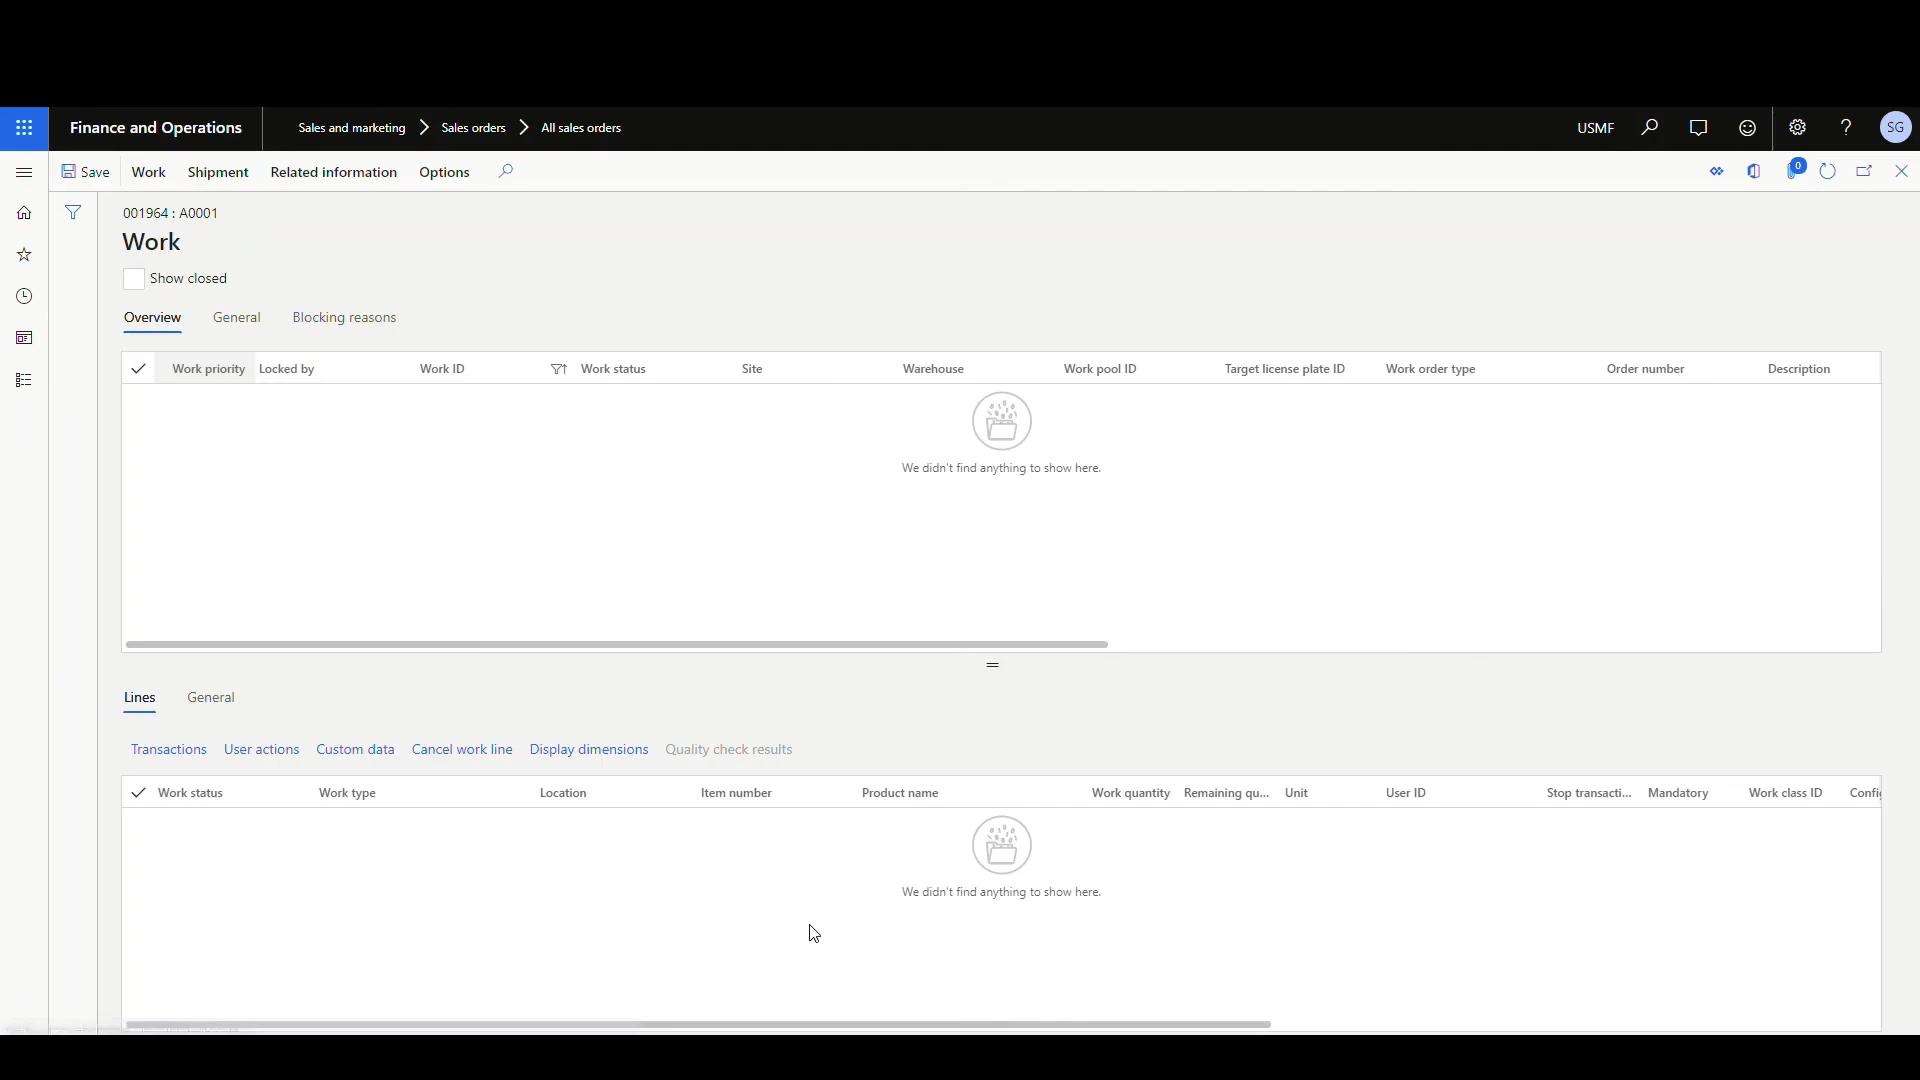 Finance and Operations
Sales and marketing > Sales orders > All sales orders
USMF
SG
Save Work Shipment Related information Options
0
001964 : A0001
Work
Show closed
Overview General Blocking reasons
Work priority Locked by Work ID Work status Site Warehouse Work pool ID Target license plate ID Work order type Order number Description
We didn't find anything to show here.
Lines General
Transactions User actions Custom data Cancel work line Display dimensions Quality check results
Work status Work type Location Item number Product name Work quantity Remaining qu... Unit User ID Stop transacti... Mandatory Work class ID Config
We didn't find anything to show here.